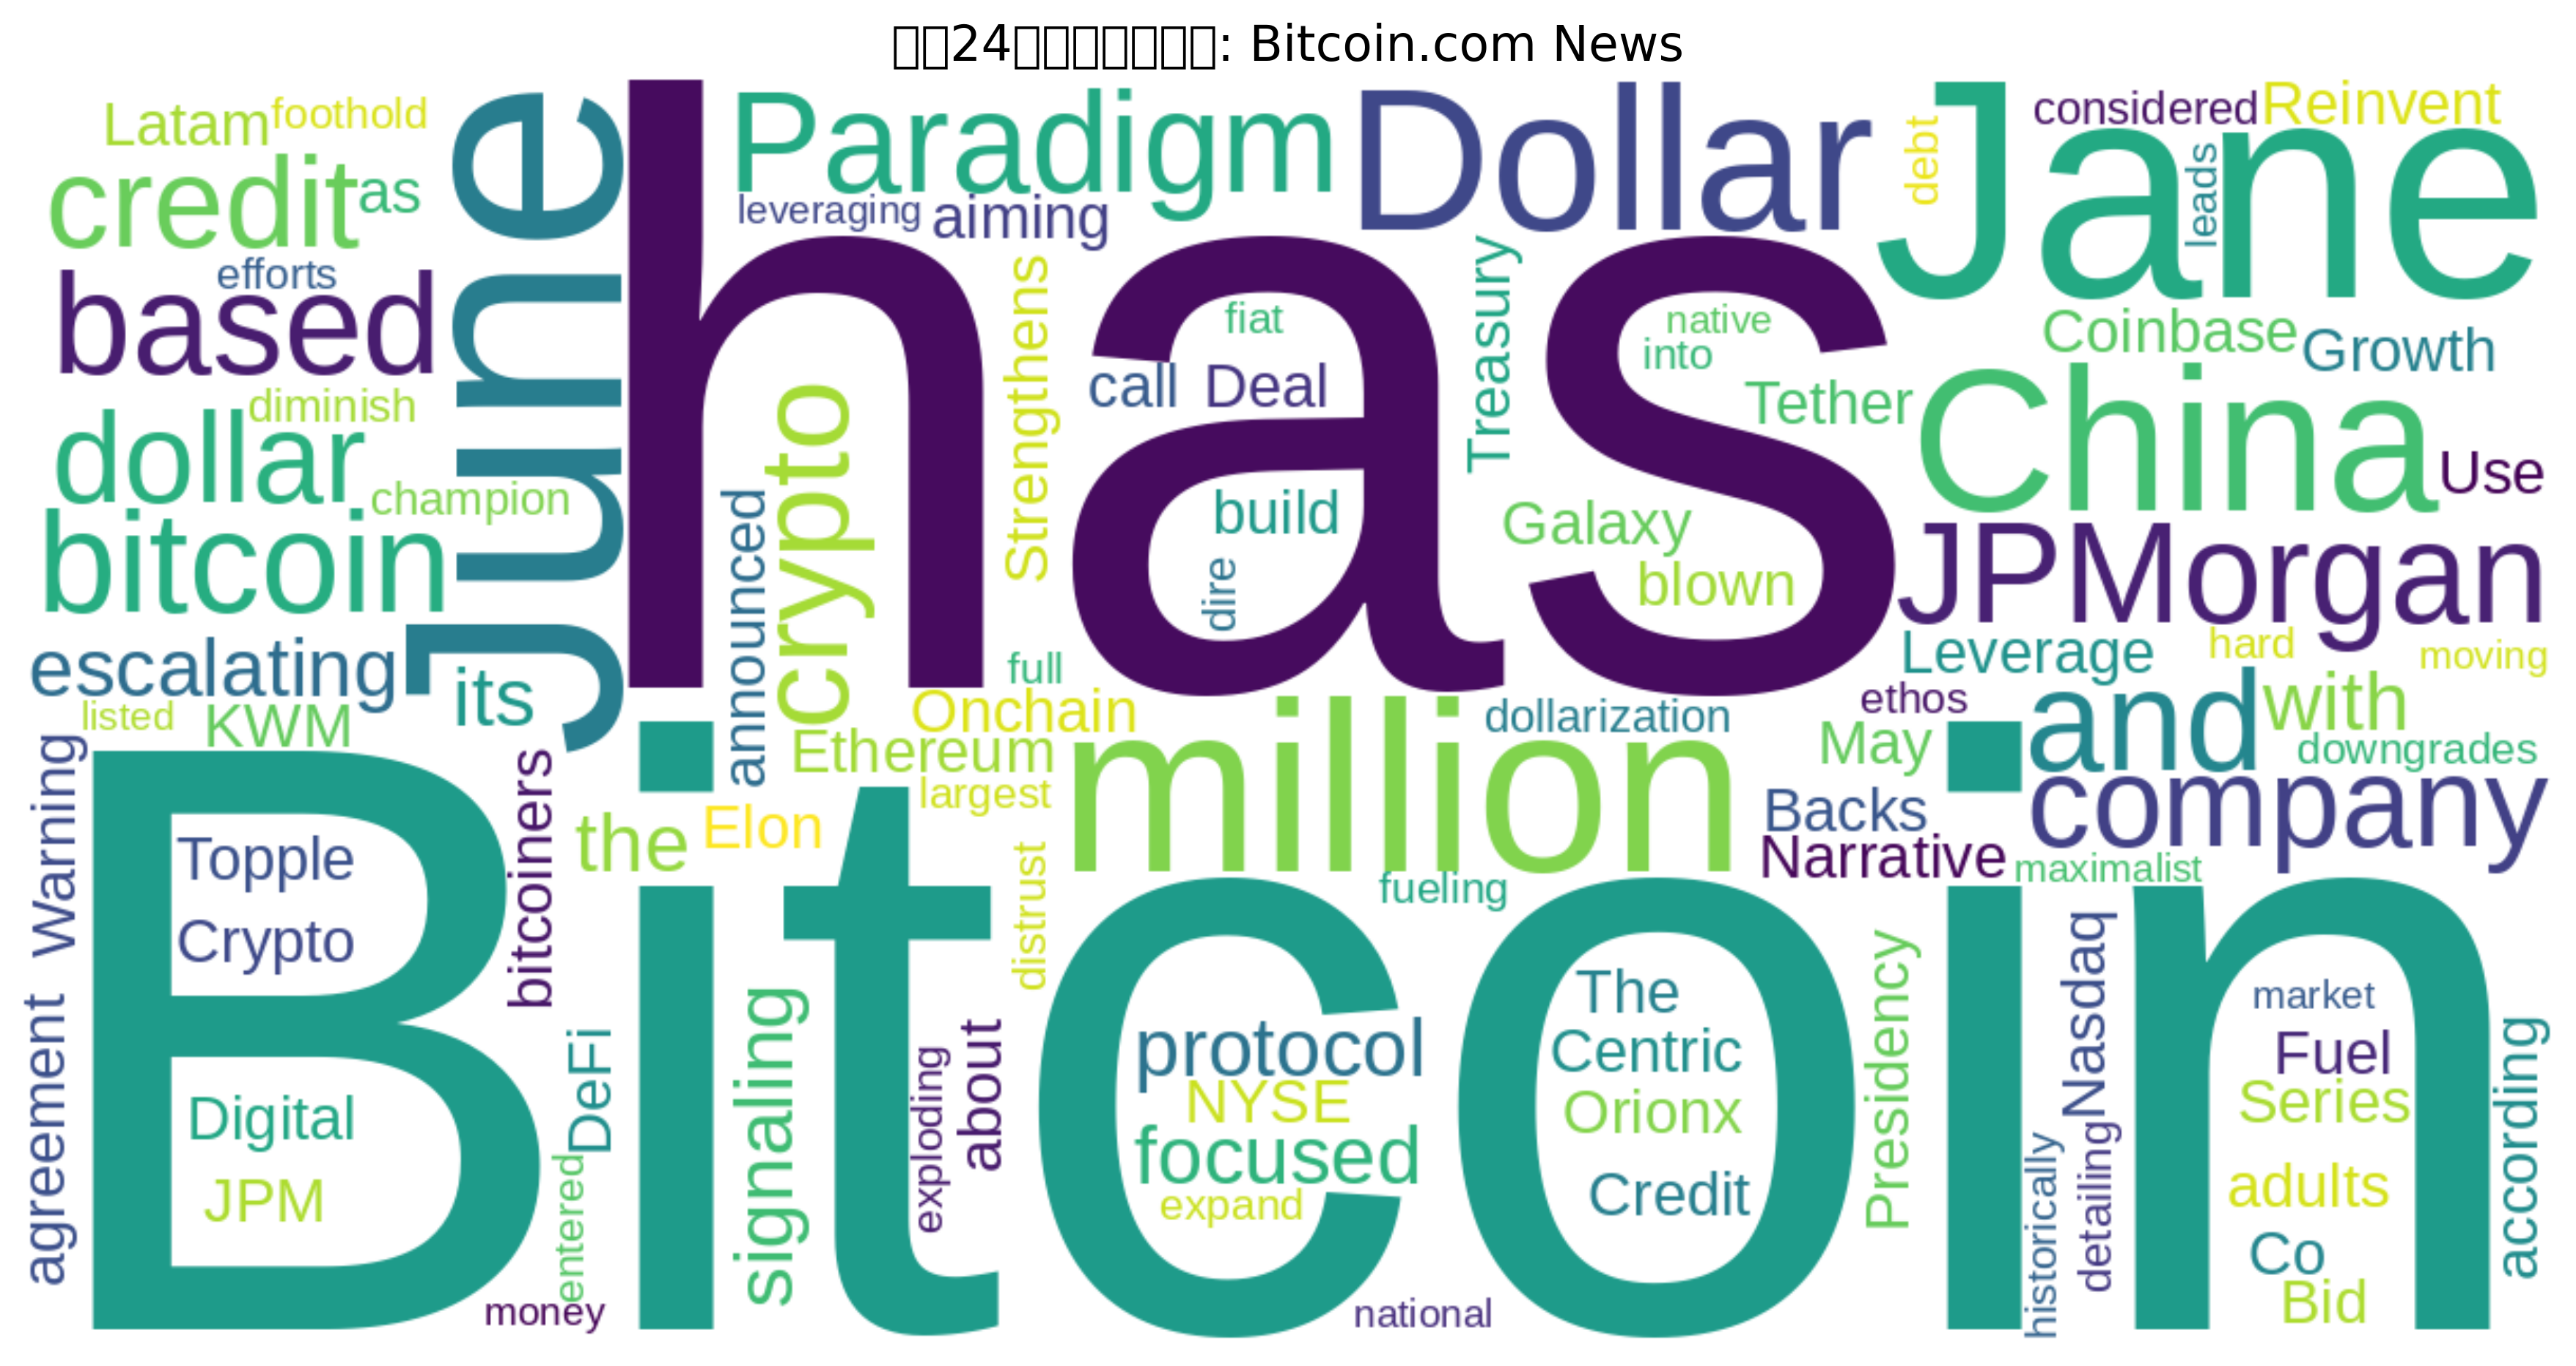 24: Bitcoin.com News
Latam
foothold
credit
as
efforts
based
diminish
dollar
champion
bitcoin
escalating
its
listed
KWM
June
has
Paradigm
leveraging
aiming
Dollar
debt
Jane
considered
Reinvent
leads
Coinbase
Growth
China
Use
Tether
JPMorgan
Treasury
Strengthens
fiat
call
Deal
build
dire
native
into
Galaxy
blown
crypto
announced
full
Onchain
Ethereum
largest
million
dollarization
Leverage
hard
moving
ethos
and
with
May
downgrades
company
Backs
Narrative
maximalist
fueling
distrust
the
Elon
bitcoiners
Warning
agreement
Bitcoin
Topple
Crypto
Digital
JPM
DeFi
entered
money
signaling
exploding
about
protocol
NYSE
focused
expand
national
The
Centric
Orionx
Credit
Presidency
historically
detailing
Nasdaq
market
Fuel
Series
adults
Co
Bid
according